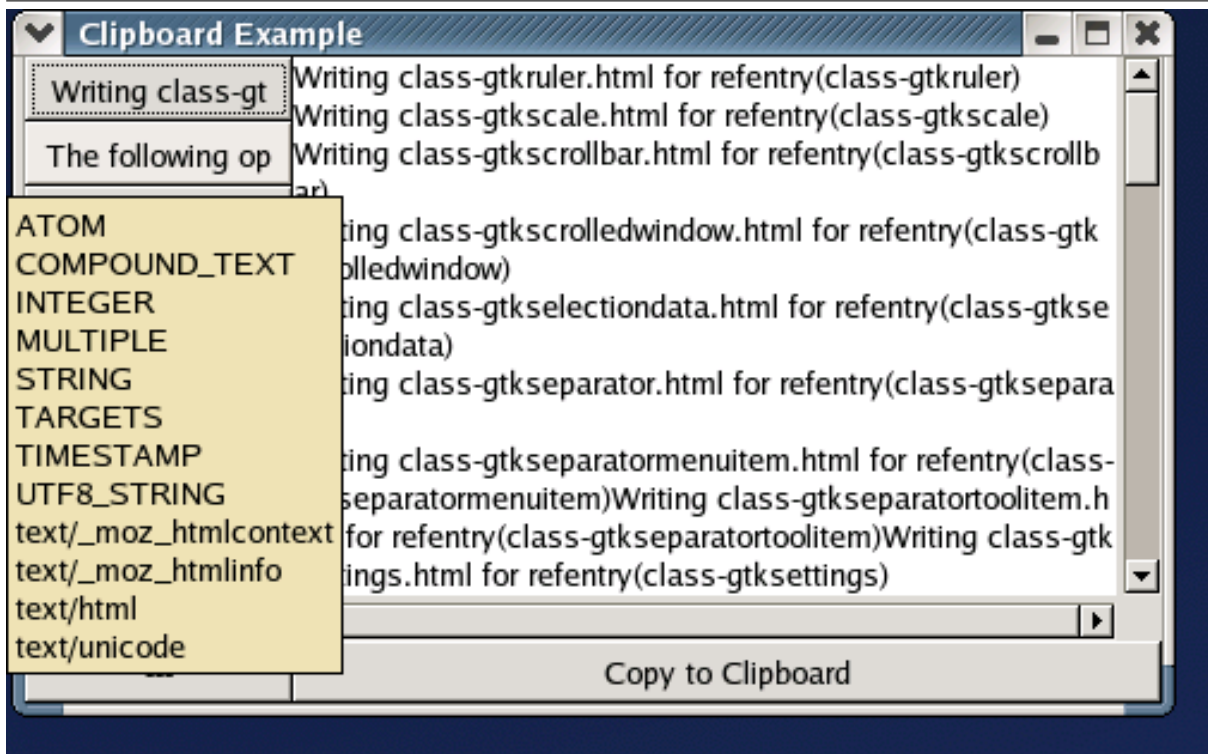 Clipboard Example
Writing class-gt
The following op
Writing class-gtkruler.html for refentry(class-gtkruler)
Writing class-gtkscale.html for refentry(class-gtkscale)
Writing class-gtkscrollbar.html for refentry(class-gtkscrollb
ar)
ting class-gtkscrolledwindow.html for refentry(class-gtk
olledwindow)
ting class-gtkselectiondata.html for refentry(class-gtkse
iondata)
ting class-gtkseparator.html for refentry(class-gtksepara
ting class-gtkseparatormenuitem.html for refentry(class-
separatormenuitem)Writing class-gtkseparatortoolitem.h
for refentry(class-gtkseparatortoolitem)Writing class-gtk
ings.html for refentry(class-gtksettings)
ATOM
COMPOUND_TEXT
INTEGER
MULTIPLE
STRING
TARGETS
TIMESTAMP
UTF8_STRING
text/_moz_htmlcontext
text/_moz_htmlinfo
text/html
text/unicode
Copy to Clipboard